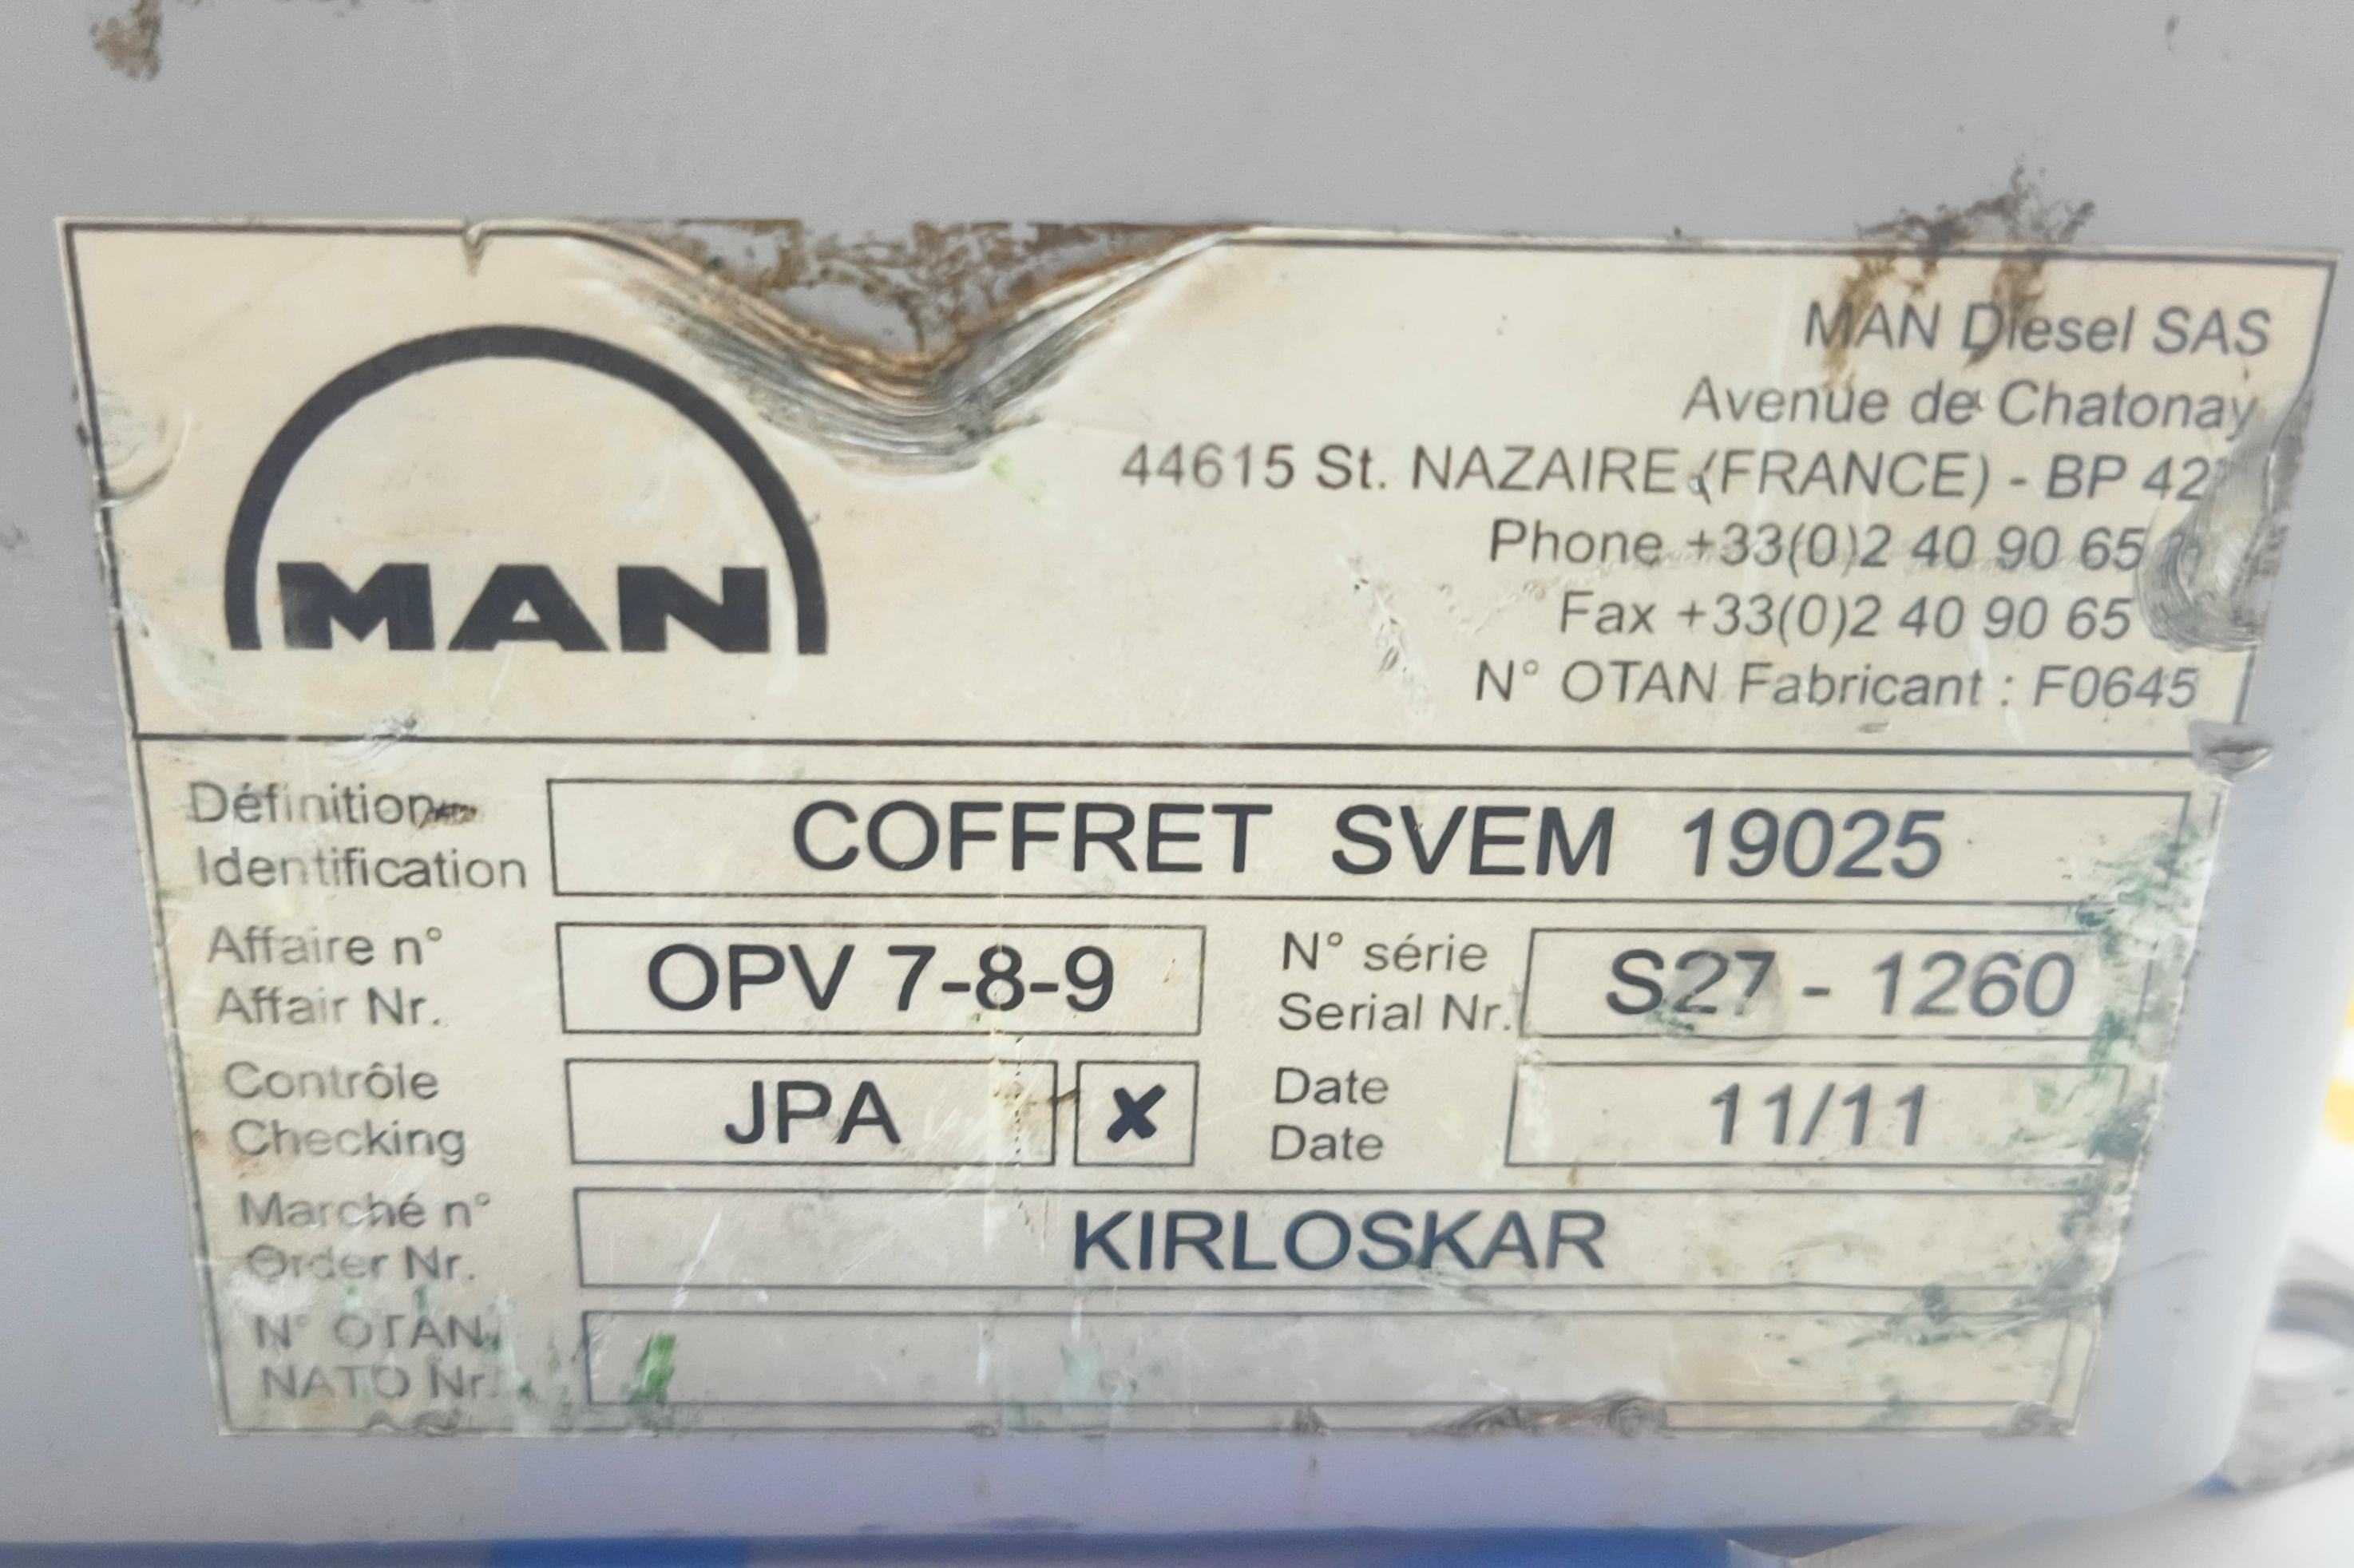 MAN
MAN Diesel SAS
Avenue de Chatonay
44615 St. NAZAIRE (FRANCE) - BP 42
Phone +33(0)2 40 90 65
Fax +33(0)2 40 90 65
N° OTAN Fabricant : F0645
Définition
Identification
COFFRET SVEM 19025
Affaire n°
Affair Nr.
OPV 7-8-9
N° série
Serial Nr.
S27 - 1260
Contrôle
Checking
JPA
x
Date
Date
11/11
Marché n°
Order Nr.
KIRLOSKAR
N° OTAN
NATO Nr.